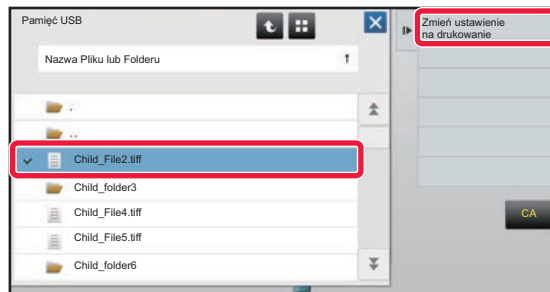 Pamięć USB
Zmień ustawienie
na drukowanie
Nazwa Pliku lub Folderu
.
..
Child_File2.tiff
Child_folder3
Child_File4.tiff
Child_File5.tiff
Child_folder6
CA